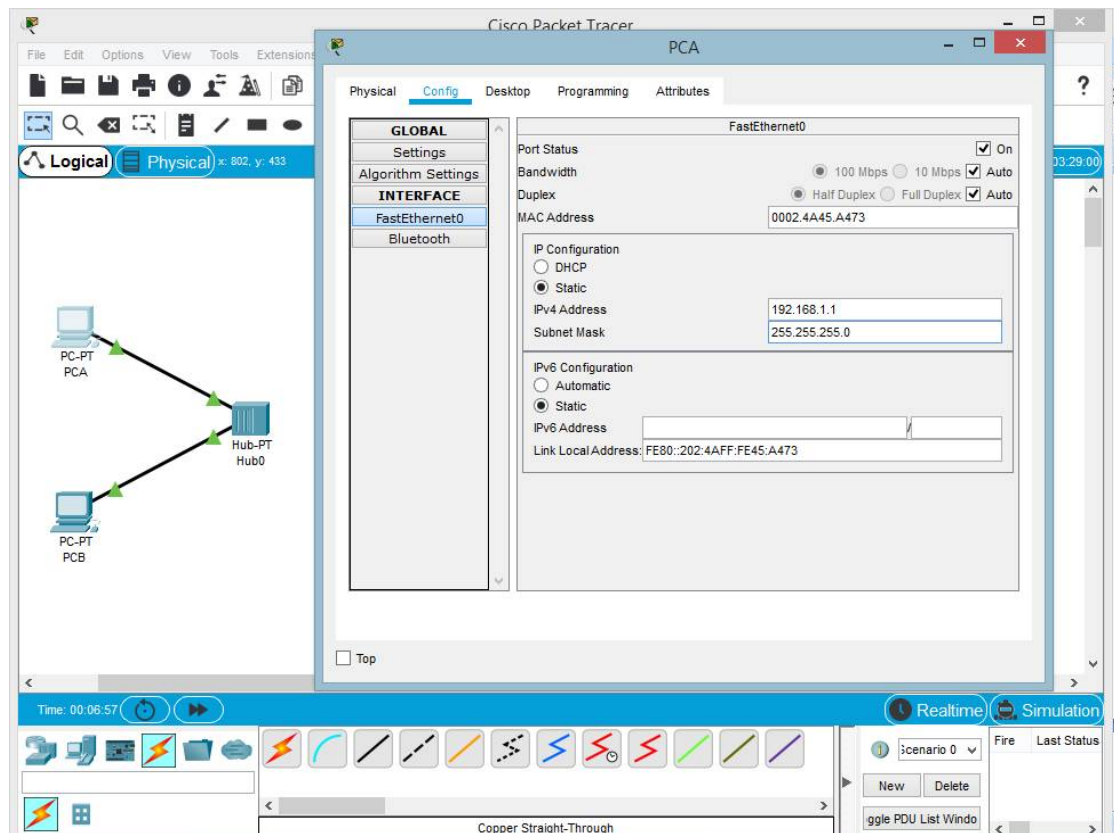 Cisco Packet Tracer
File Edit Options View Tools Extensions
?
Logical Physical x: 802, y: 433
03:29:00
PC-PT
PCA
Hub-PT
Hub0
PC-PT
PCB
PCA
Physical Config Desktop Programming Attributes
GLOBAL
Settings
Algorithm Settings
INTERFACE
FastEthernet0
Bluetooth
FastEthernet0
Port Status On
Bandwidth 100 Mbps 10 Mbps Auto
Duplex Half Duplex Full Duplex Auto
MAC Address 0002.4A45.A473
IP Configuration
DHCP
Static
IPv4 Address 192.168.1.1
Subnet Mask 255.255.255.0
IPv6 Configuration
Automatic
Static
IPv6 Address /
Link Local Address: FE80::202:4AFF:FE45:A473
Top
Time: 00:06:57
Realtime Simulation
Scenario 0
Fire Last Status
New Delete
ggle PDU List Windo
Copper Straight-Through